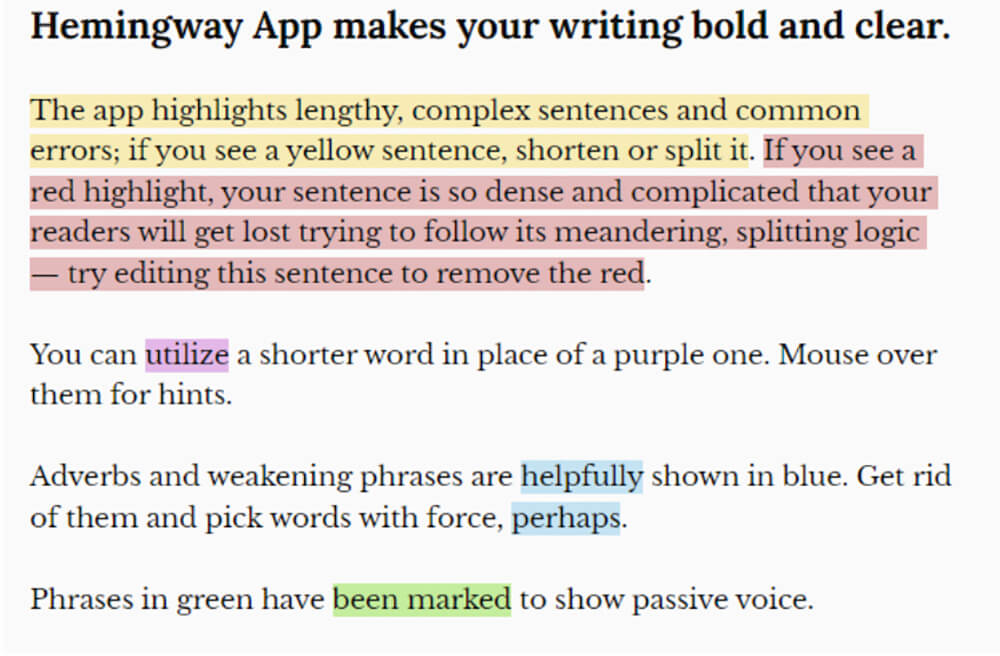 Hemingway App makes your writing bold and clear.
The app highlights lengthy, complex sentences and common
errors; if you see a yellow sentence, shorten or split it. If you see a
red highlight, your sentence is so dense and complicated that your
readers will get lost trying to follow its meandering, splitting logic
— try editing this sentence to remove the red.
You can utilize a shorter word in place of a purple one. Mouse over
them for hints.
Adverbs and weakening phrases are helpfully shown in blue. Get rid
of them and pick words with force, perhaps.
Phrases in green have been marked to show passive voice.